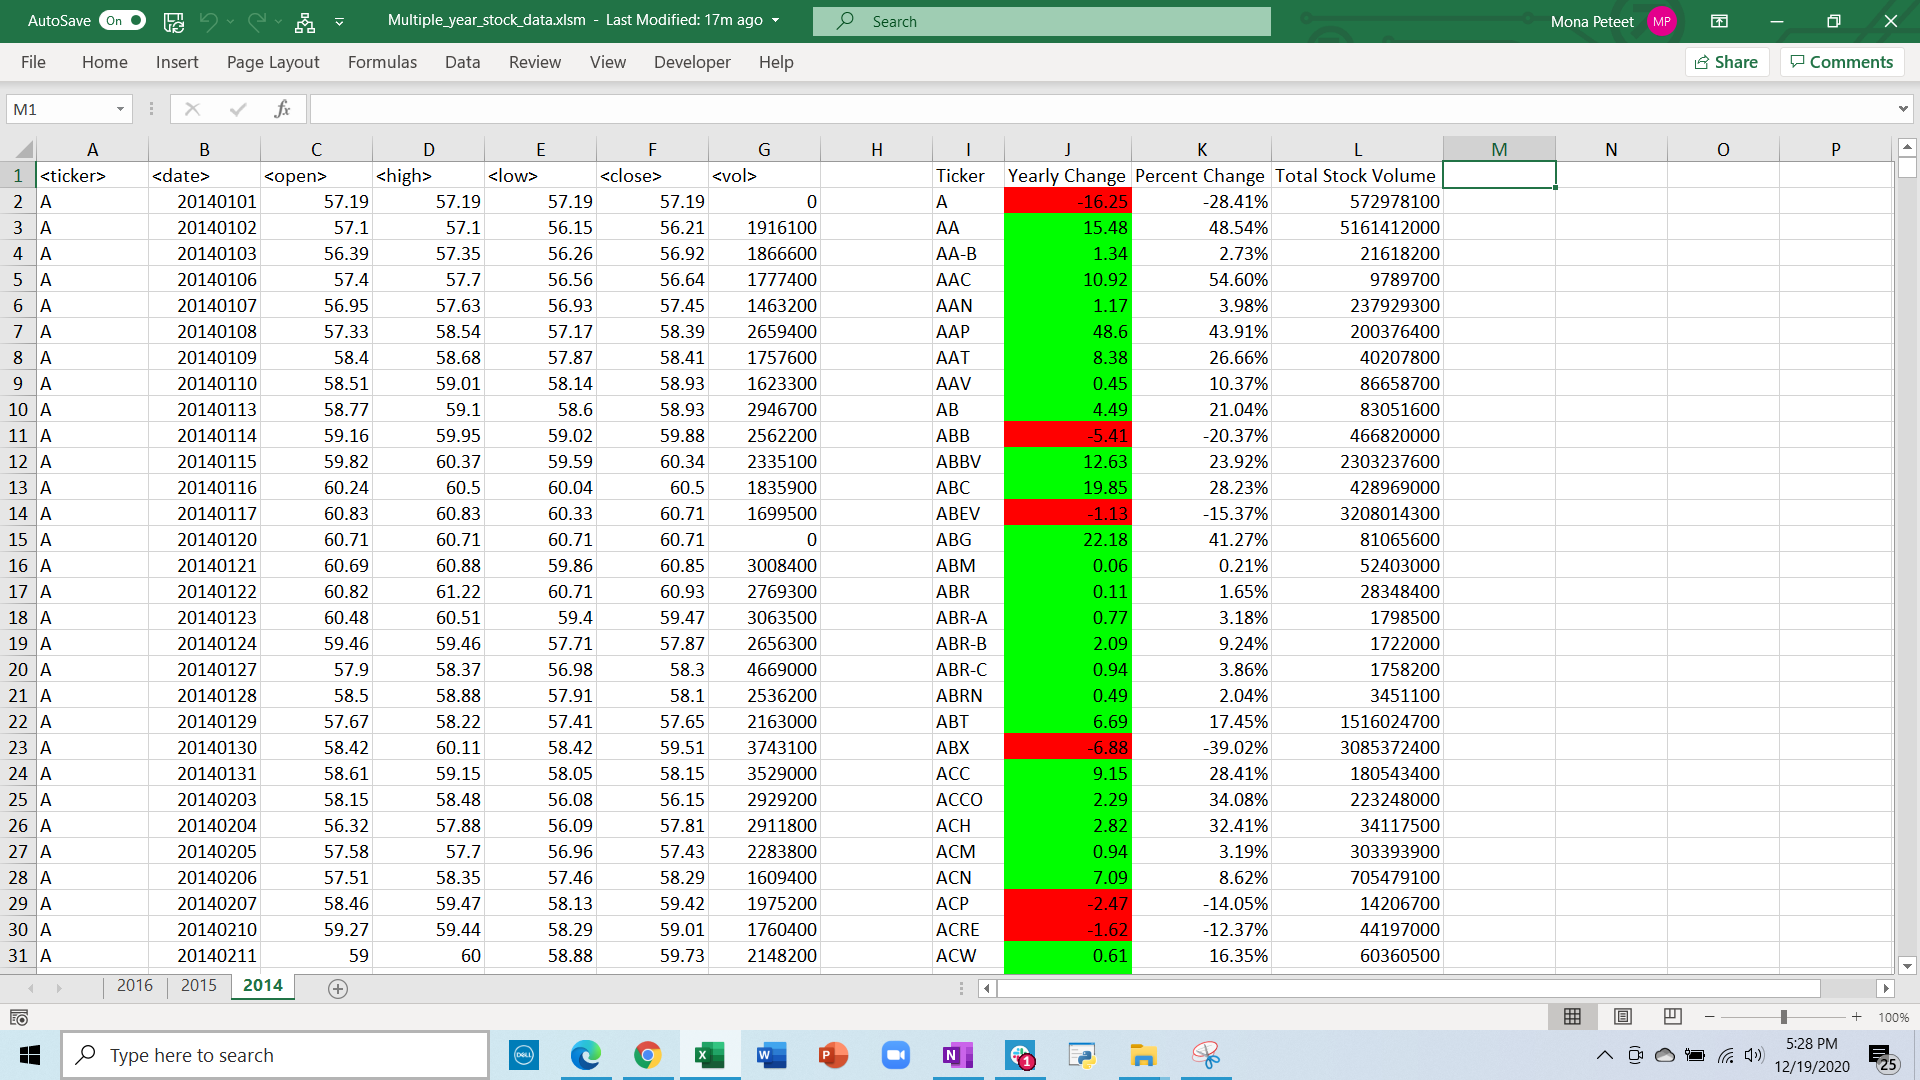 AutoSave On Multiple_year_stock_data.xlsm - Last Modified: 17m ago Search Mona Peteet MP
File Home Insert Page Layout Formulas Data Review View Developer Help Share Comments
M1 fx
A B C D E F G H I J K L M N O P
1 <ticker> <date> <open> <high> <low> <close> <vol> Ticker Yearly Change Percent Change Total Stock Volume
2 A 20140101 57.19 57.19 57.19 57.19 0 A -16.25 -28.41% 572978100
3 A 20140102 57.1 57.1 56.15 56.21 1916100 AA 15.48 48.54% 5161412000
4 A 20140103 56.39 57.35 56.26 56.92 1866600 AA-B 1.34 2.73% 21618200
5 A 20140106 57.4 57.7 56.56 56.64 1777400 AAC 10.92 54.60% 9789700
6 A 20140107 56.95 57.63 56.93 57.45 1463200 AAN 1.17 3.98% 237929300
7 A 20140108 57.33 58.54 57.17 58.39 2659400 AAP 48.6 43.91% 200376400
8 A 20140109 58.4 58.68 57.87 58.41 1757600 AAT 8.38 26.66% 40207800
9 A 20140110 58.51 59.01 58.14 58.93 1623300 AAV 0.45 10.37% 86658700
10 A 20140113 58.77 59.1 58.6 58.93 2946700 AB 4.49 21.04% 83051600
11 A 20140114 59.16 59.95 59.02 59.88 2562200 ABB -5.41 -20.37% 466820000
12 A 20140115 59.82 60.37 59.59 60.34 2335100 ABBV 12.63 23.92% 2303237600
13 A 20140116 60.24 60.5 60.04 60.5 1835900 ABC 19.85 28.23% 428969000
14 A 20140117 60.83 60.83 60.33 60.71 1699500 ABEV -1.13 -15.37% 3208014300
15 A 20140120 60.71 60.71 60.71 60.71 0 ABG 22.18 41.27% 81065600
16 A 20140121 60.69 60.88 59.86 60.85 3008400 ABM 0.06 0.21% 52403000
17 A 20140122 60.82 61.22 60.71 60.93 2769300 ABR 0.11 1.65% 28348400
18 A 20140123 60.48 60.51 59.4 59.47 3063500 ABR-A 0.77 3.18% 1798500
19 A 20140124 59.46 59.46 57.71 57.87 2656300 ABR-B 2.09 9.24% 1722000
20 A 20140127 57.9 58.37 56.98 58.3 4669000 ABR-C 0.94 3.86% 1758200
21 A 20140128 58.5 58.88 57.91 58.1 2536200 ABRN 0.49 2.04% 3451100
22 A 20140129 57.67 58.22 57.41 57.65 2163000 ABT 6.69 17.45% 1516024700
23 A 20140130 58.42 60.11 58.42 59.51 3743100 ABX -6.88 -39.02% 3085372400
24 A 20140131 58.61 59.15 58.05 58.15 3529000 ACC 9.15 28.41% 180543400
25 A 20140203 58.15 58.48 56.08 56.15 2929200 ACCO 2.29 34.08% 223248000
26 A 20140204 56.32 57.88 56.09 57.81 2911800 ACH 2.82 32.41% 34117500
27 A 20140205 57.58 57.7 56.96 57.43 2283800 ACM 0.94 3.19% 303393900
28 A 20140206 57.51 58.35 57.46 58.29 1609400 ACN 7.09 8.62% 705479100
29 A 20140207 58.46 59.47 58.13 59.42 1975200 ACP -2.47 -14.05% 14206700
30 A 20140210 59.27 59.44 58.29 59.01 1760400 ACRE -1.62 -12.37% 44197000
31 A 20140211 59 60 58.88 59.73 2148200 ACW 0.61 16.35% 60360500
2016 2015 2014
100%
Type here to search DELL W P N 1 5:28 PM
12/19/2020 25